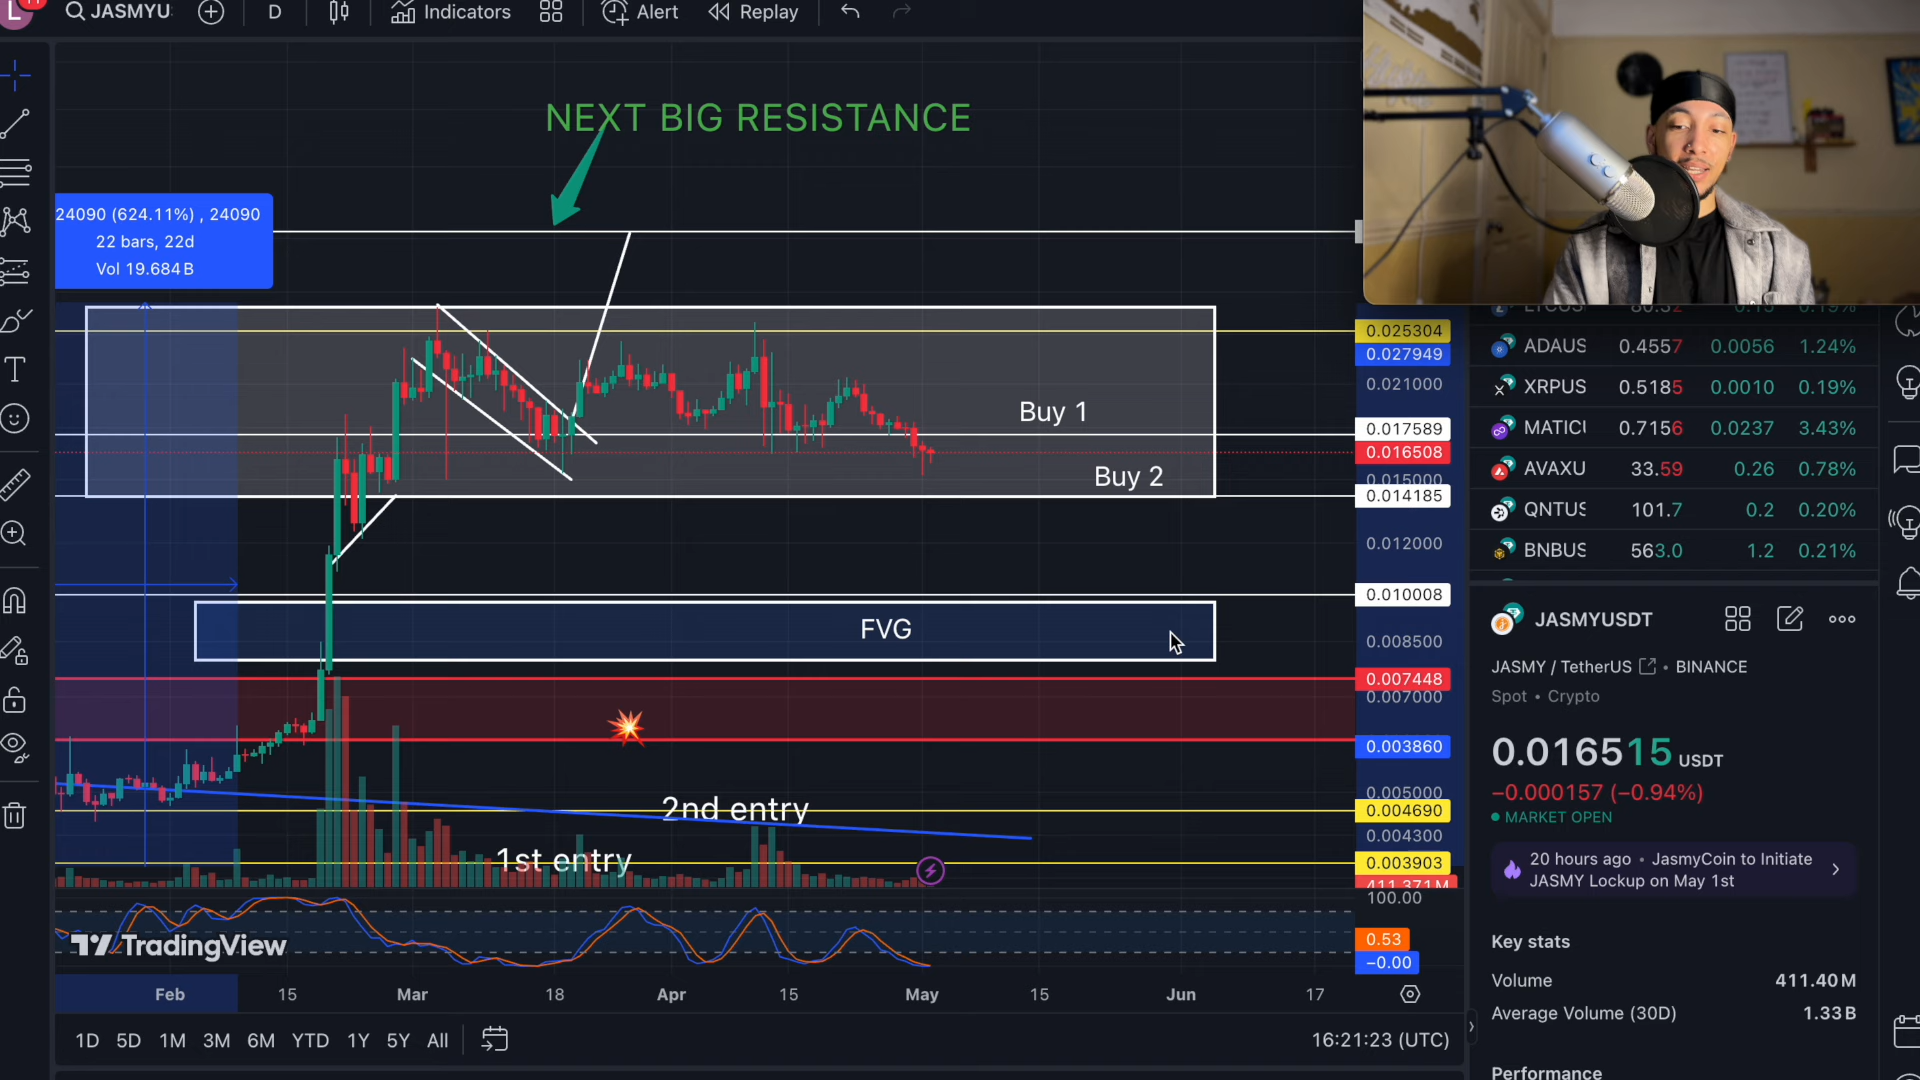 JASMYU
D
Indicators
Alert
Replay
NEXT BIG RESISTANCE
24090 (624.11%) , 24090
22 bars, 22d
Vol 19.684 B
Buy 1
Buy 2
FVG
2nd entry
1st entry
0.025304
0.027949
0.021000
0.017589
0.016508
0.015000
0.014185
0.012000
0.010008
0.008500
0.007448
0.007000
0.003860
0.005000
0.004690
0.004300
0.003903
411.371M
100.00
0.53
−0.00
TradingView
Feb 15 Mar 18 Apr 15 May 15 Jun 17
1D 5D 1M 3M 6M YTD 1Y 5Y All
16:21:23 (UTC)
ADAUS 0.4557 0.0056 1.24%
XRPUS 0.5185 0.0010 0.19%
MATICU 0.7156 0.0237 3.43%
AVAXU 33.59 0.26 0.78%
QNTUS 101.7 0.2 0.20%
BNBUS 563.0 1.2 0.21%
JASMYUSDT
JASMY / TetherUS • BINANCE
Spot • Crypto
0.016515 USDT
−0.000157 (−0.94%)
MARKET OPEN
20 hours ago • JasmyCoin to Initiate
JASMY Lockup on May 1st
Key stats
Volume 411.40 M
Average Volume (30D) 1.33 B
Performance